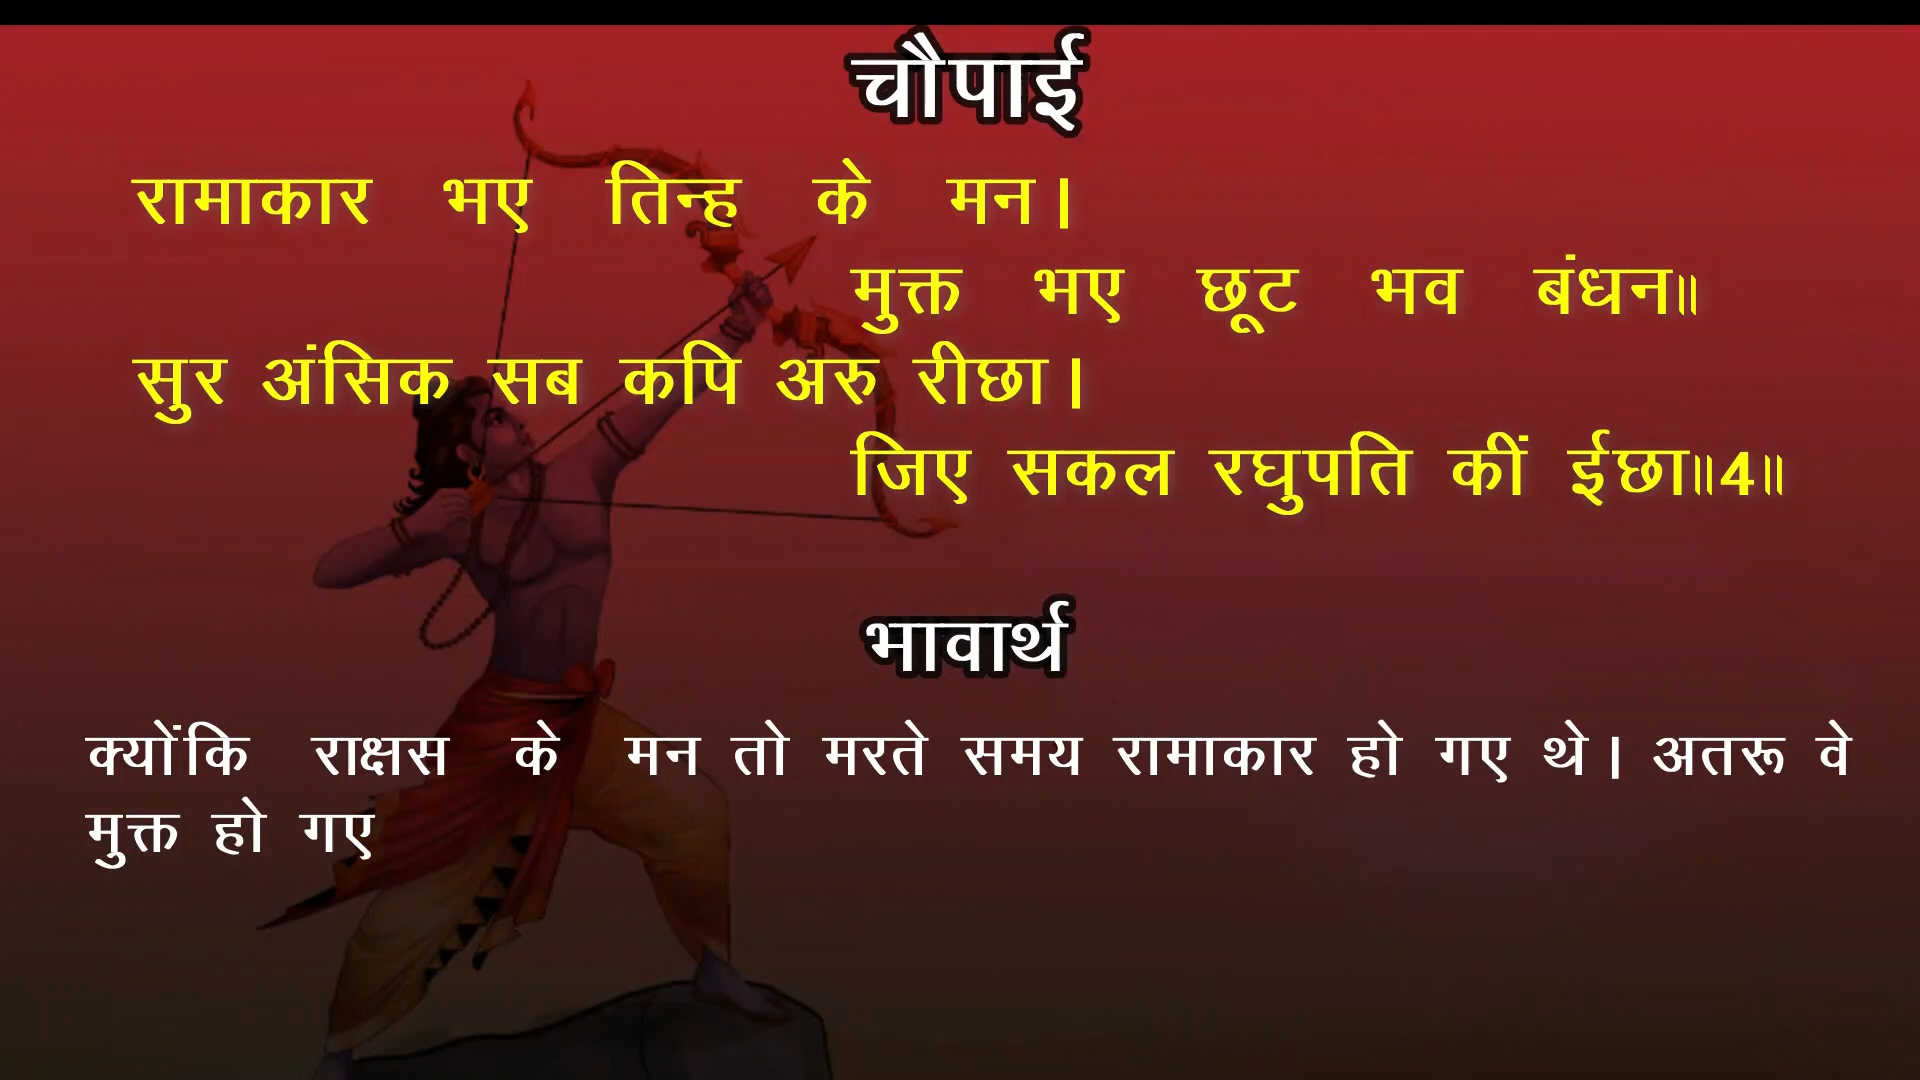 चौपाई
रामाकार भए तिन्ह के मन।
मुक्त भए छूट भव बंधन॥
सुर अंसिक सब कपि अरु रीछा।
जिए सकल रघुपति कीं ईछा॥4॥
भावार्थ
क्योंकि राक्षस के मन तो मरते समय रामाकार हो गए थे। अतरू वे
मुक्त हो गए